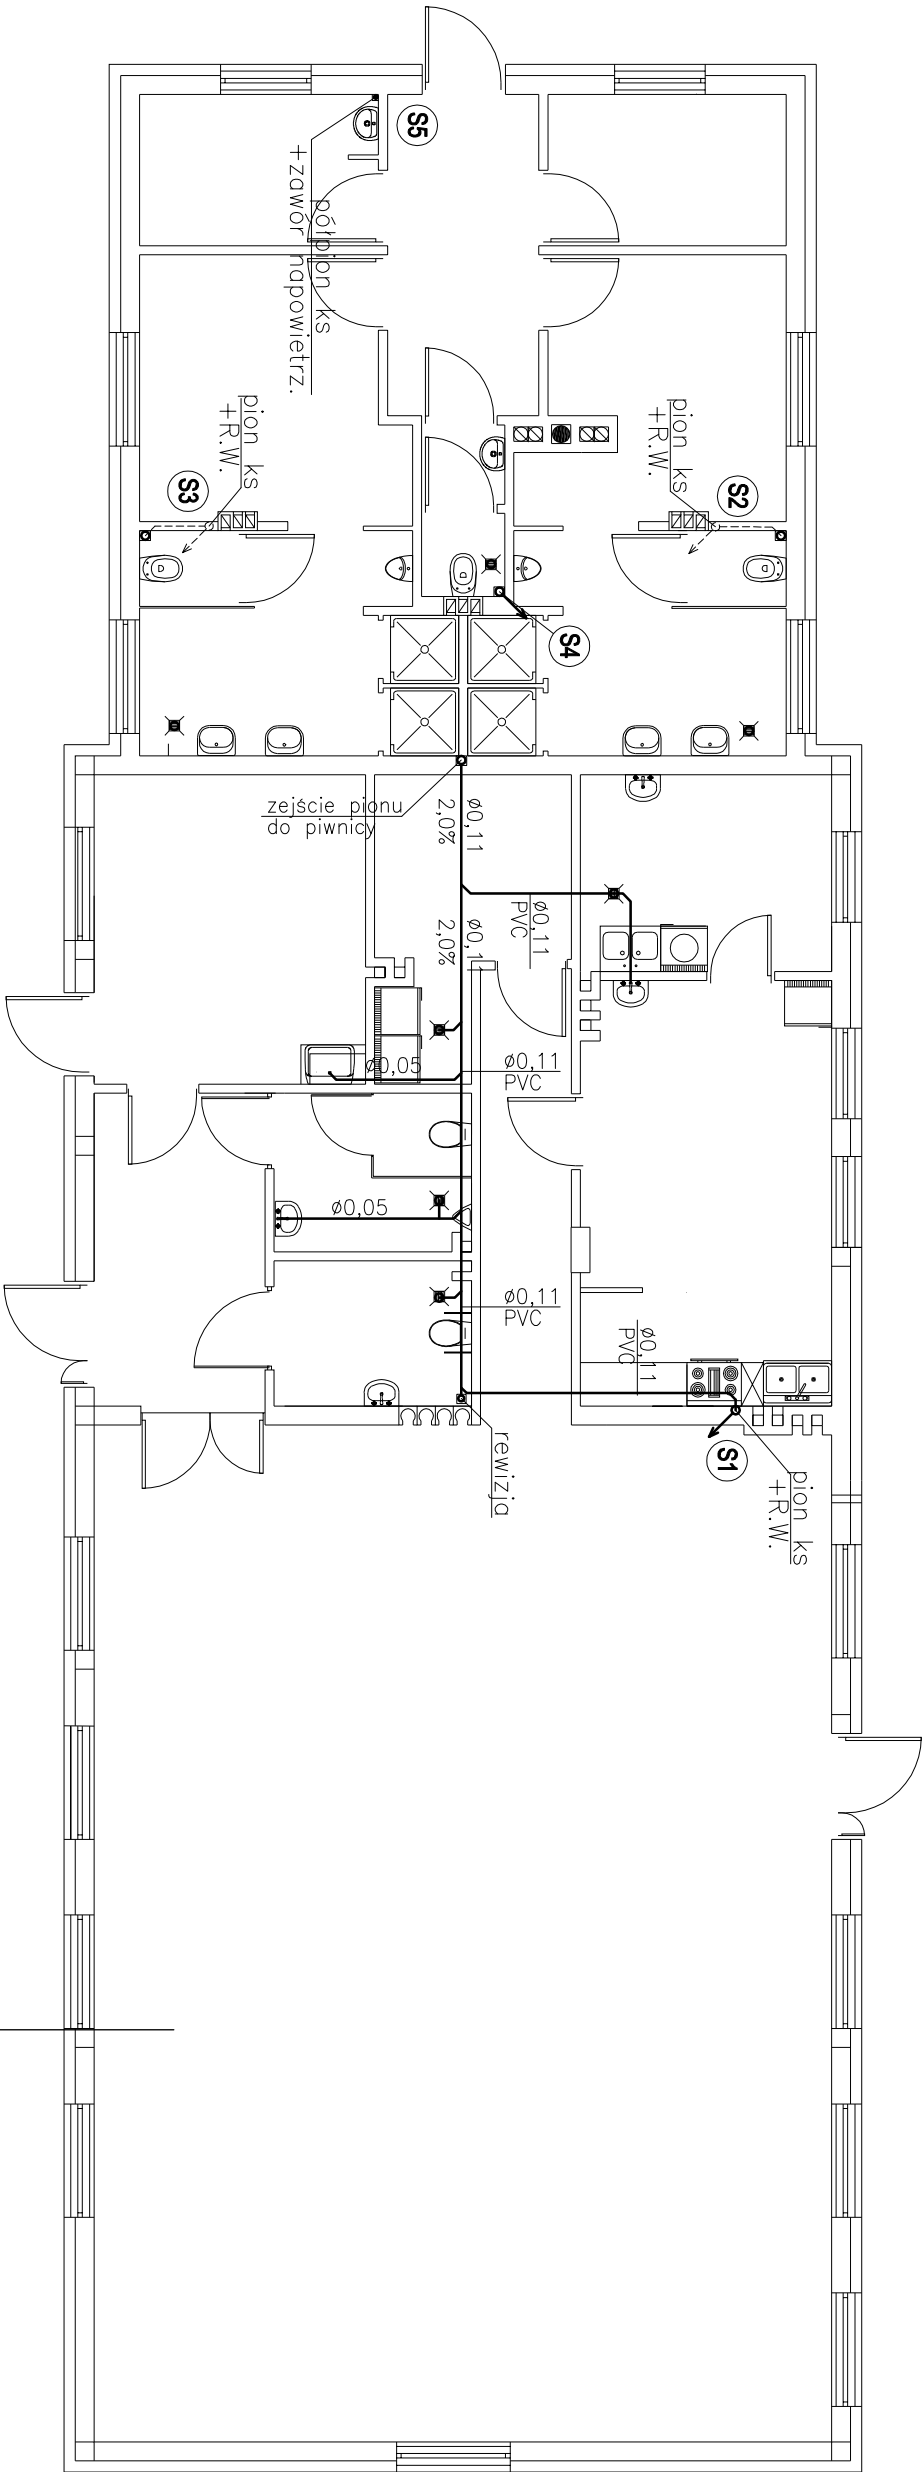 S5
półpion ks
+zawór napowietrz.
pion ks
+R.W.
S3
pion ks
+R.W.
S2
S4
zejście pionu
do piwnicy
ø0,11
2,0%
ø0,11
PVC
ø0,1
2,0%
ø0,05
ø0,11
PVC
ø0,05
ø0,11
PVC
ø0,11
PVC
rewizja
S1
pion ks
+R.W.